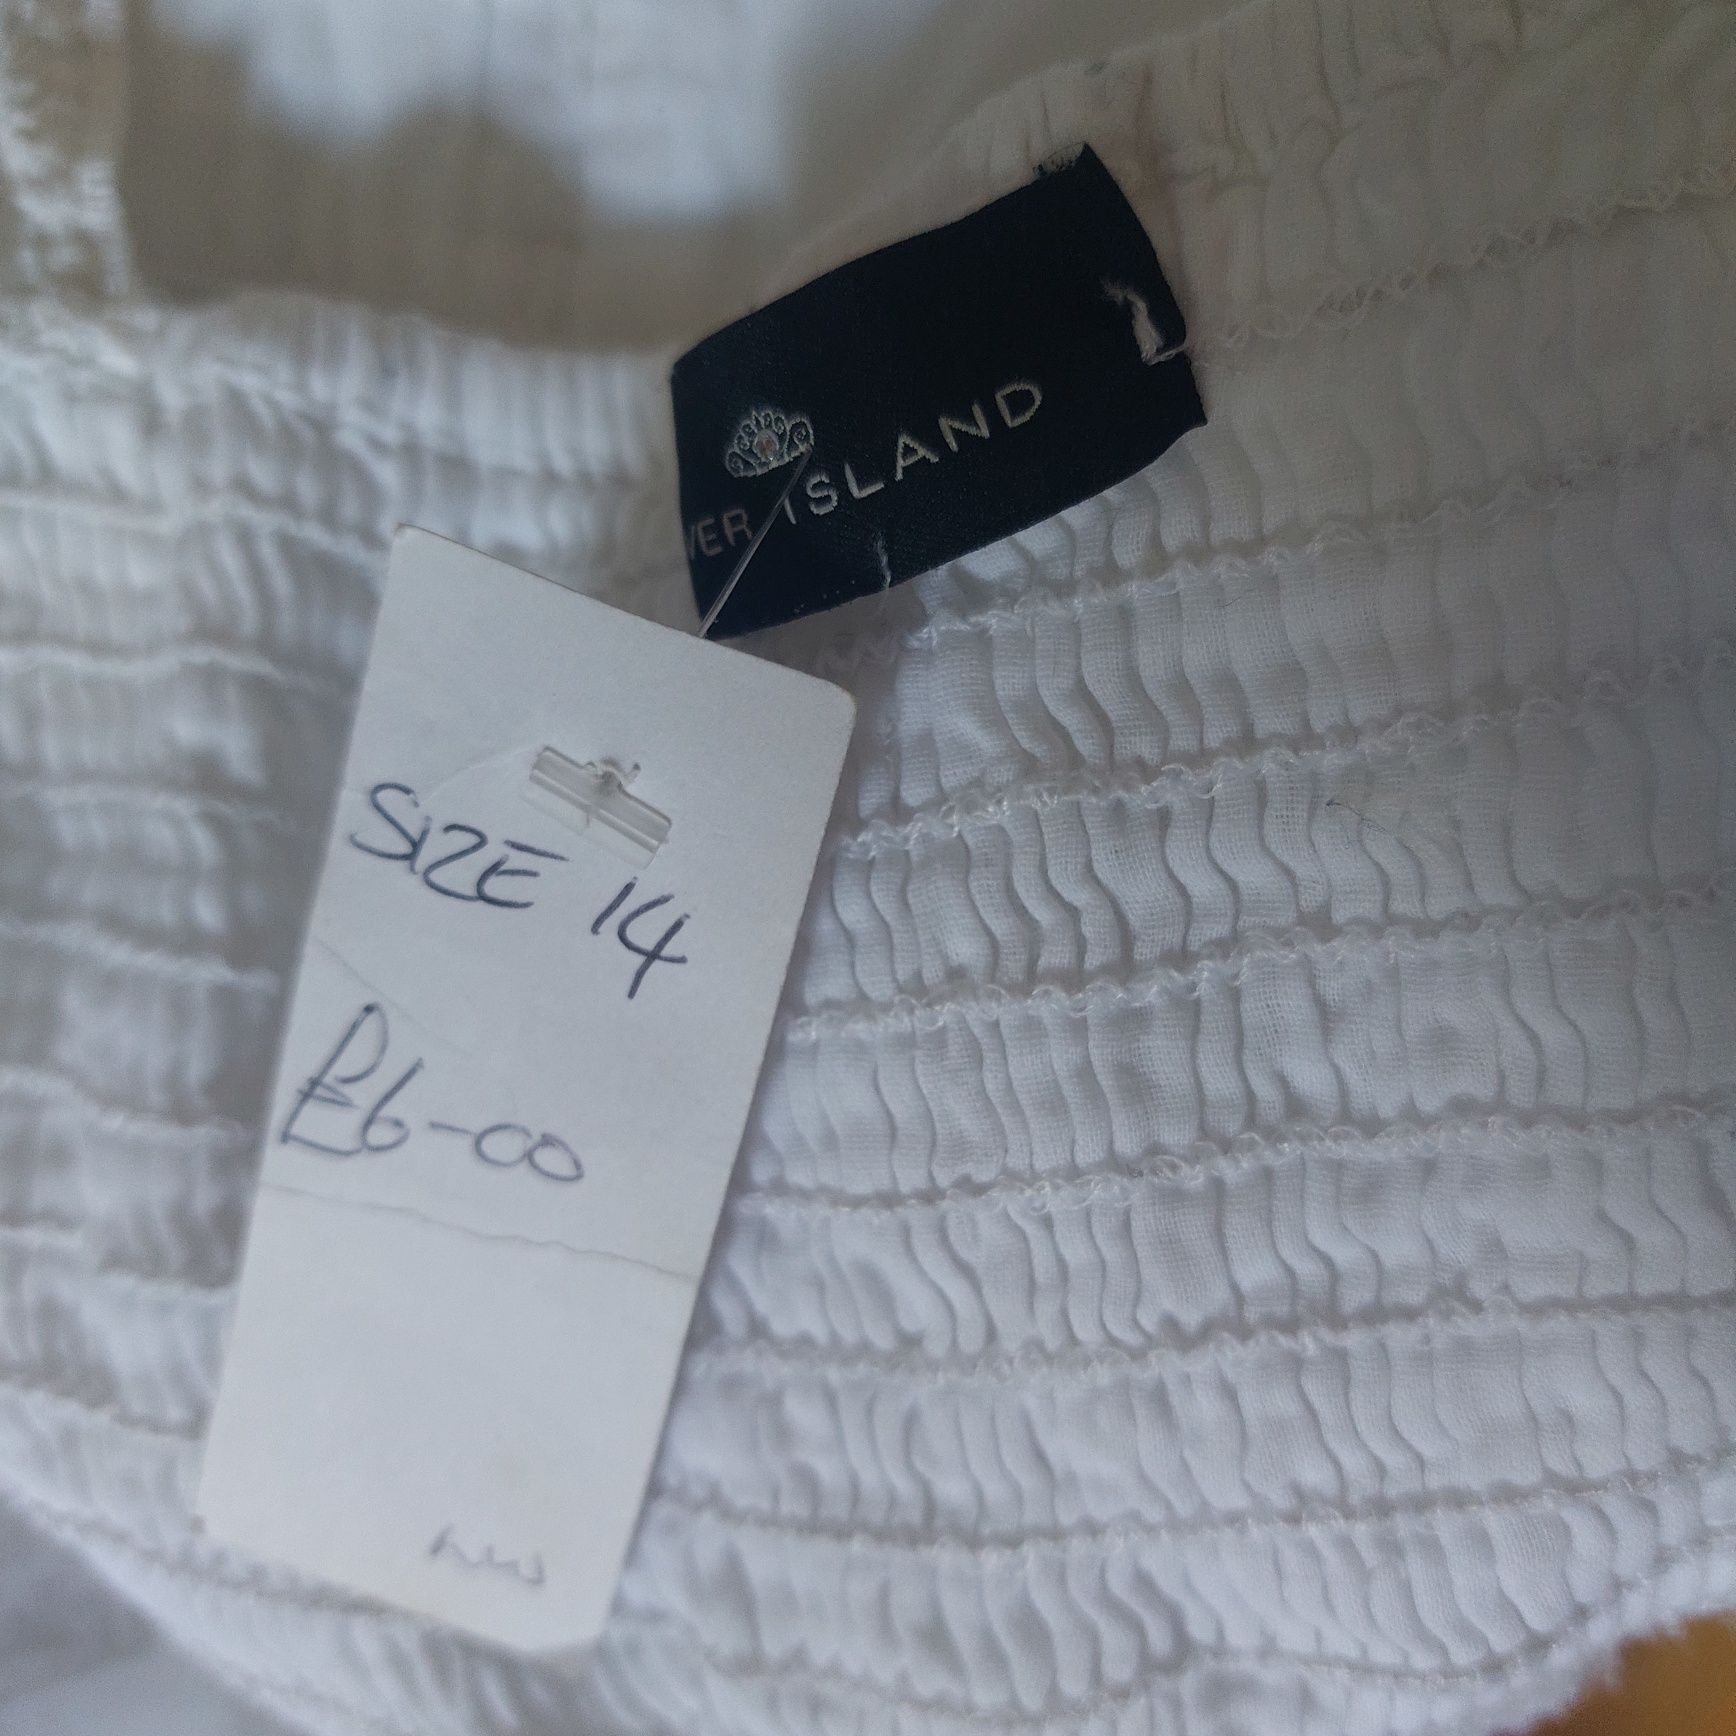 VER ISLAND
SIZE 14
£6-00